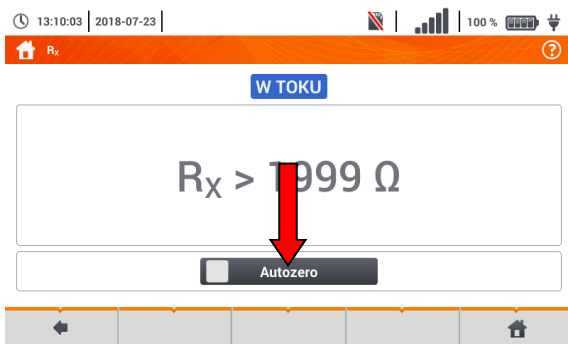 13:10:03 2018-07-23 100 %
Rx ?
W TOKU
Rx > 1999 Ω
Autozero